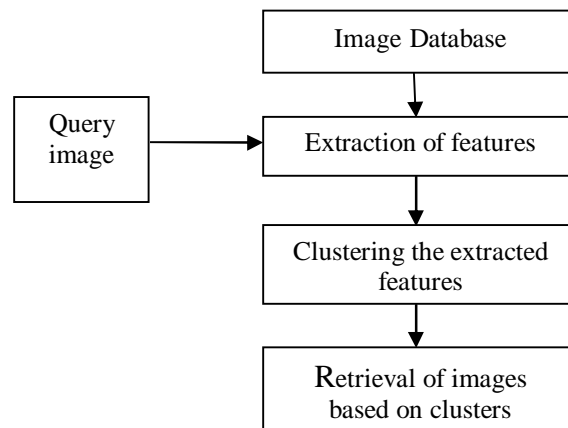 Image Database
Query
image
Extraction of features
Clustering the extracted
features
Retrieval of images
based on clusters